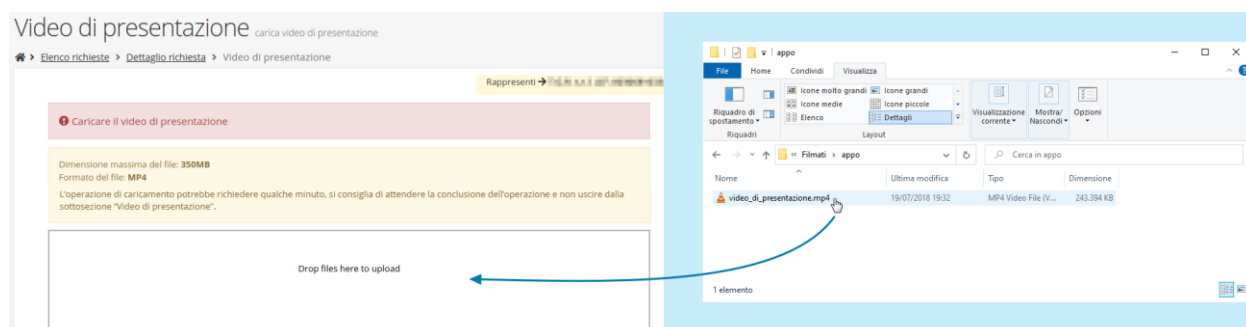 Video di presentazione carica video di presentazione
Elenco richieste > Dettaglio richiesta > Video di presentazione
Rappresenti
Caricare il video di presentazione
Dimensione massima del file: 350MB
Formato del file: MP4
L'operazione di caricamento potrebbe richiedere qualche minuto, si consiglia di attendere la conclusione dell'operazione e non uscire dalla
sottosezione "Video di presentazione".
Drop files here to upload
appo
File Home Condividi Visualizza
Riquadro di
spostamento
Riquadri
Icone molto grandi Icone grandi
Icone medie Icone piccole
Elenco Dettagli
Layout
Visualizzazione
corrente
Mostra/
Nascondi
Opzioni
« Filmati > appo
Cerca in appo
Nome Ultima modifica Tipo Dimensione
video_di_presentazione.mp4 19/07/2018 19:32 MP4 Video File (V... 243.394 KB
1 elemento